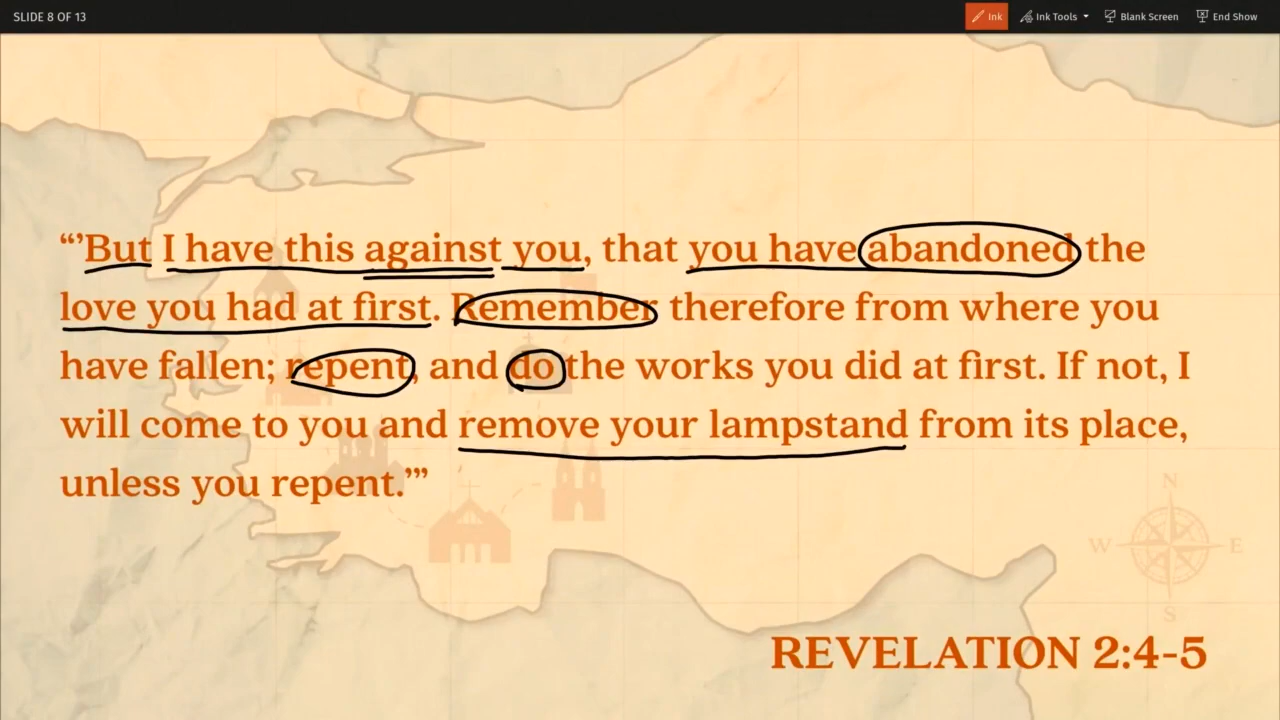 SLIDE 8 OF 13
Ink
Ink Tools
Blank Screen
End Show
“’But I have this against you, that you have abandoned the
love you had at first. Remember therefore from where you
have fallen; repent, and do the works you did at first. If not, I
will come to you and remove your lampstand from its place,
unless you repent.’”
N
W E
S
REVELATION 2:4-5